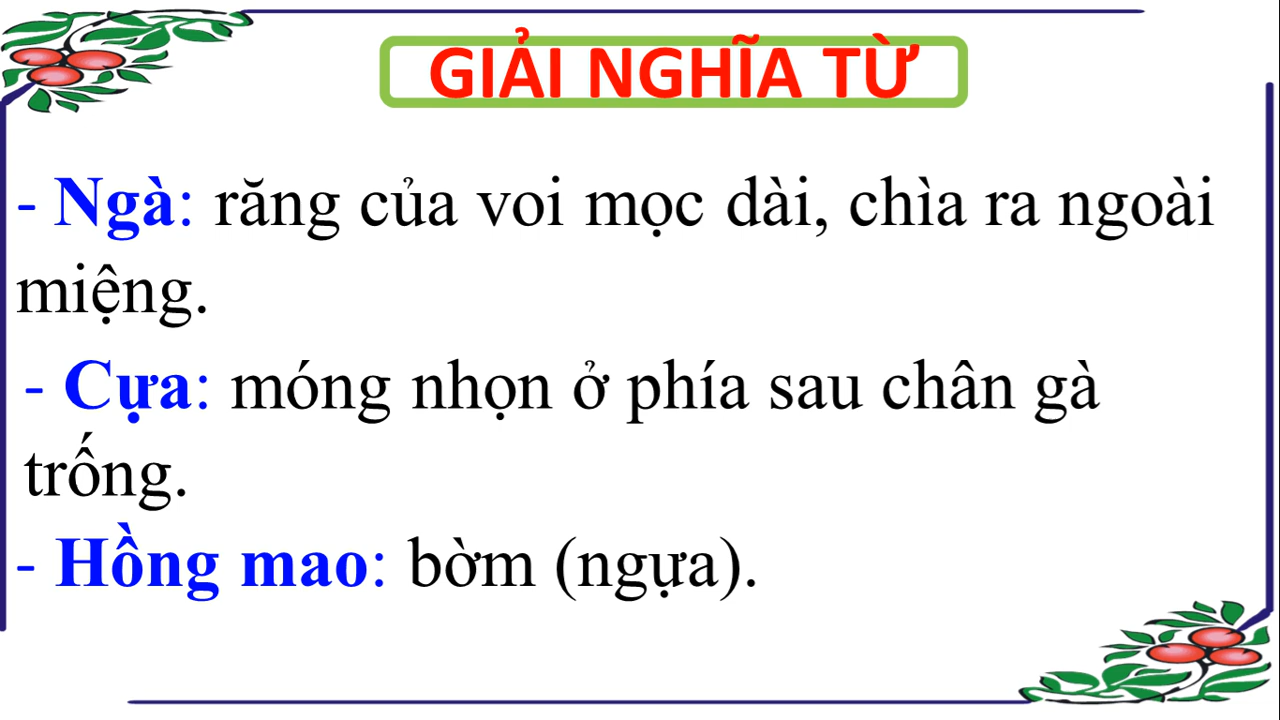 GIẢI NGHĨA TỪ
- Ngà: răng của voi mọc dài, chìa ra ngoài
miệng.
- Cựa: móng nhọn ở phía sau chân gà
trống.
- Hồng mao: bờm (ngựa).